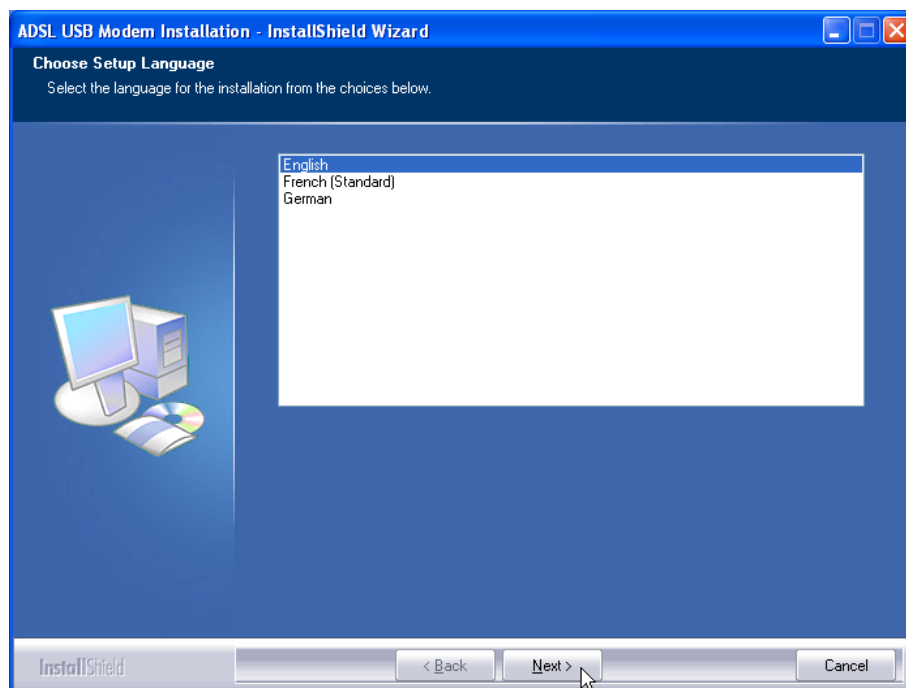 ADSL USB Modem Installation - InstallShield Wizard
Choose Setup Language
Select the language for the installation from the choices below.
English
French (Standard)
German
InstallShield
< Back
Next >
Cancel